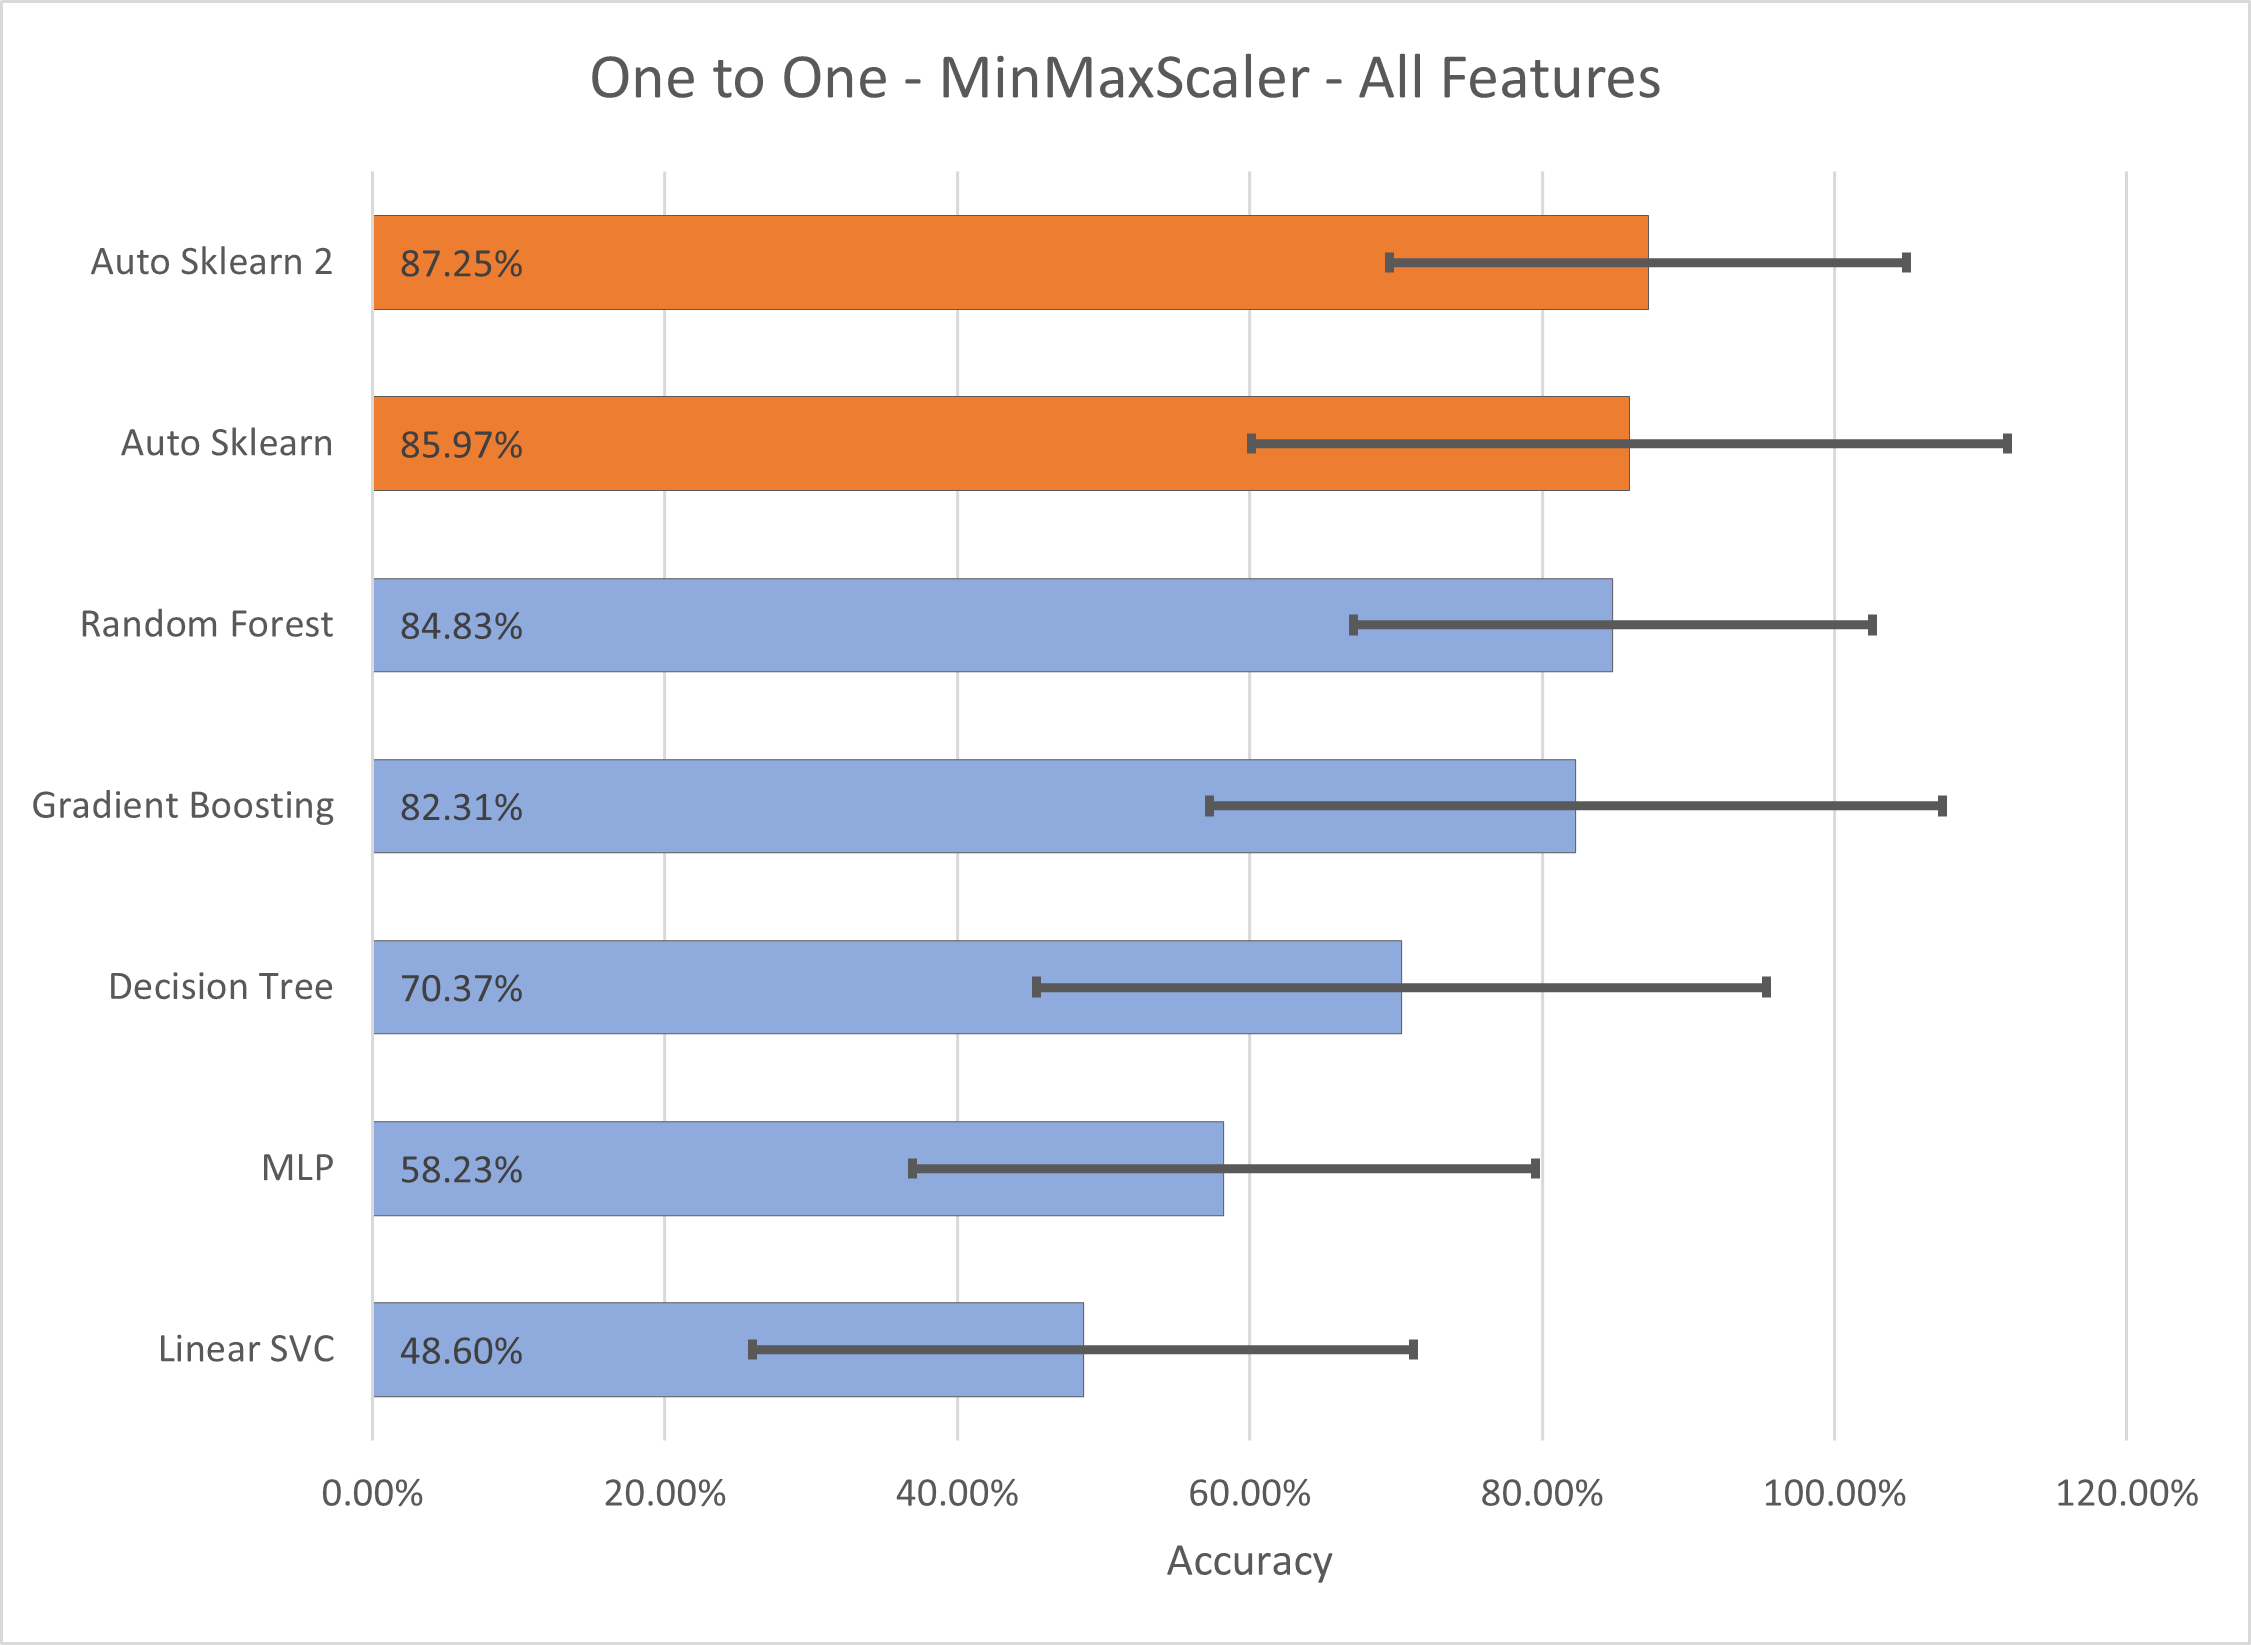 One to One - MinMaxScaler - All Features
Auto Sklearn 2
87.25%
Auto Sklearn
85.97%
Random Forest
84.83%
Gradient Boosting
82.31%
Decision Tree
70.37%
MLP
58.23%
Linear SVC
48.60%
0.00% 20.00% 40.00% 60.00% 80.00% 100.00% 120.00%
Accuracy